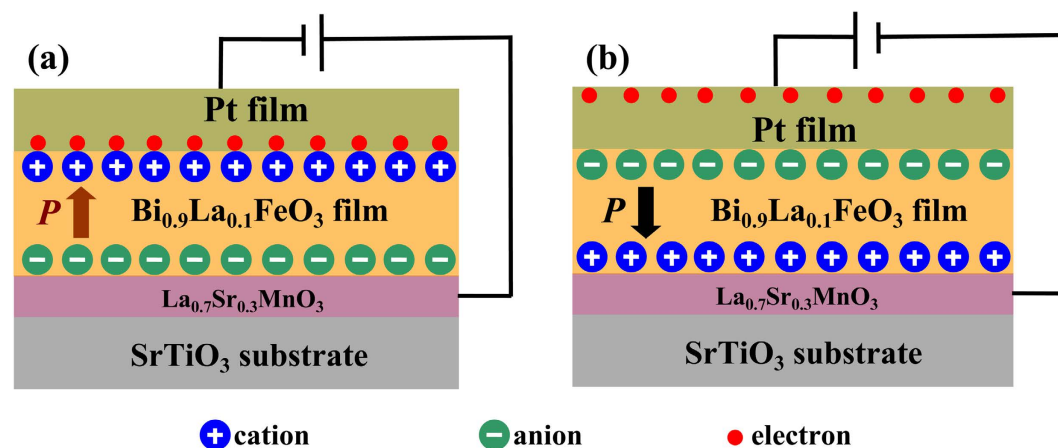 (a)
Pt film
P
Bi₀.₉La₀.₁FeO₃ film
La₀.₇Sr₀.₃MnO₃
SrTiO₃ substrate
(b)
Pt film
P
Bi₀.₉La₀.₁FeO₃ film
La₀.₇Sr₀.₃MnO₃
SrTiO₃ substrate
cation
anion
electron